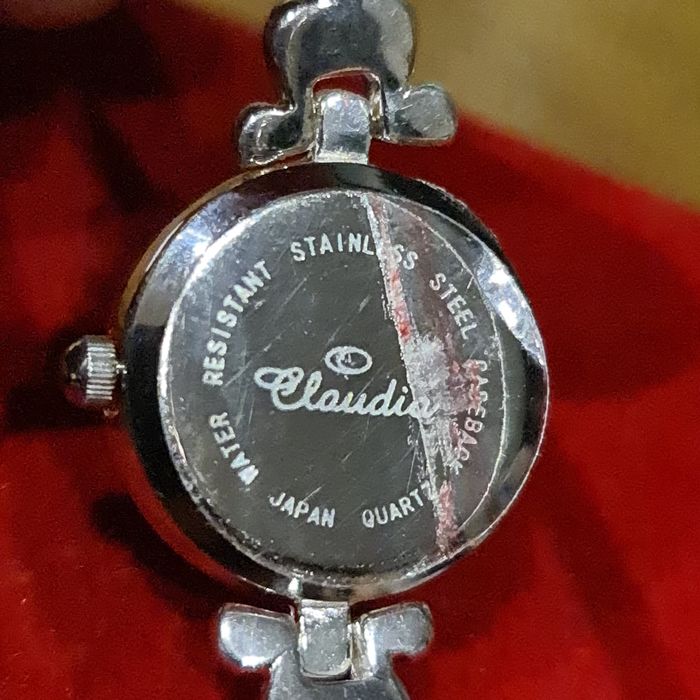 Claudia
WATER RESISTANT STAINLESS STEEL CASEBACK
JAPAN QUARTZ